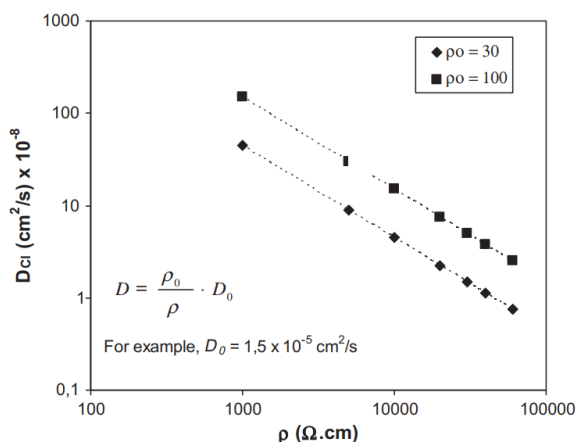 1000
100
10
1
0,1
100
1000
10000
100000
D_Cl (cm²/s) x 10⁻⁸
ρ (Ω.cm)
ρo = 30
ρo = 100
D = ρ₀/ρ · D₀
For example, D₀ = 1,5 x 10⁻⁵ cm²/s